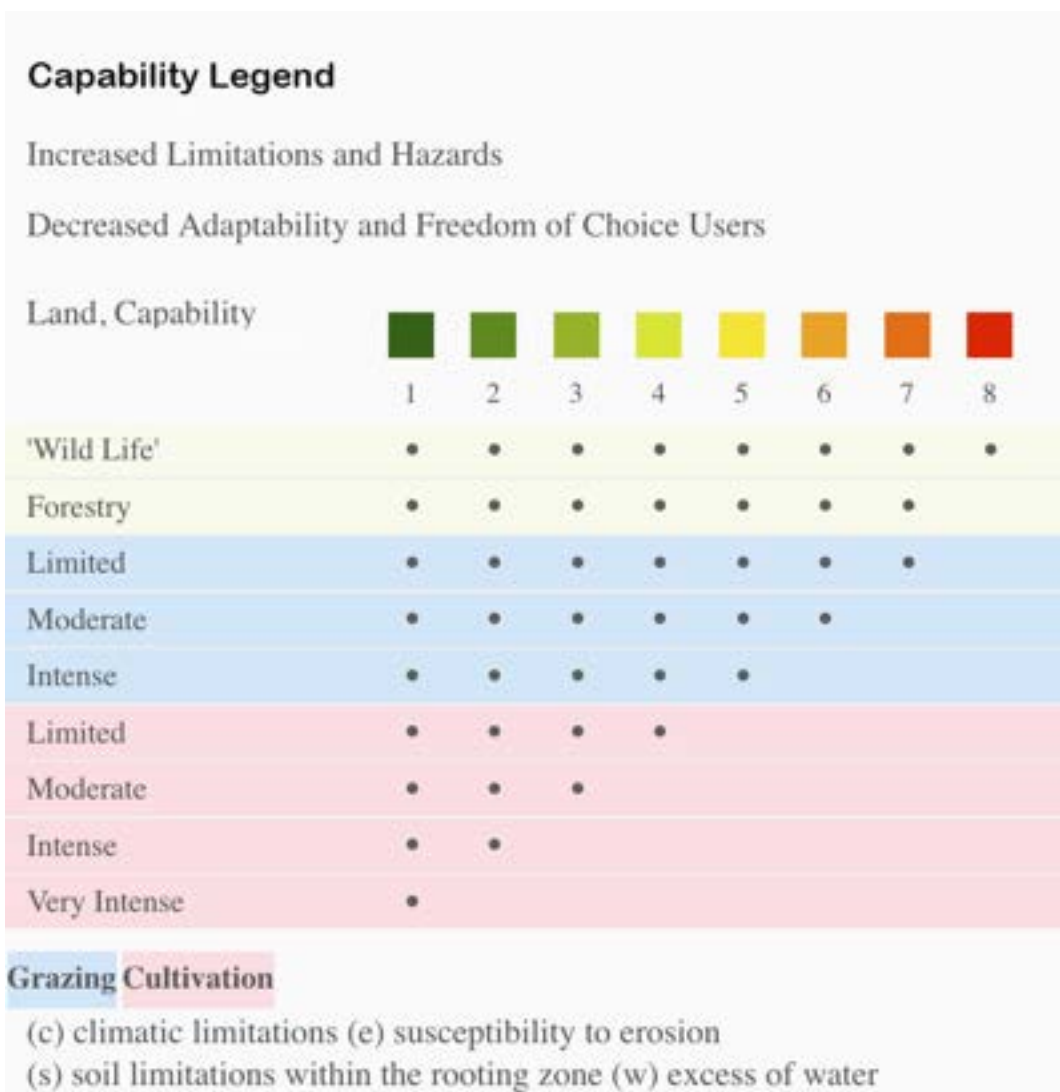 Capability Legend
Increased Limitations and Hazards
Decreased Adaptability and Freedom of Choice Users
Land, Capability
1 2 3 4 5 6 7 8
'Wild Life' • • • • • • • •
Forestry • • • • • • •
Limited • • • • • • •
Moderate • • • • • •
Intense • • • • •
Limited • • • •
Moderate • • •
Intense • •
Very Intense •
Grazing Cultivation
(c) climatic limitations (e) susceptibility to erosion
(s) soil limitations within the rooting zone (w) excess of water